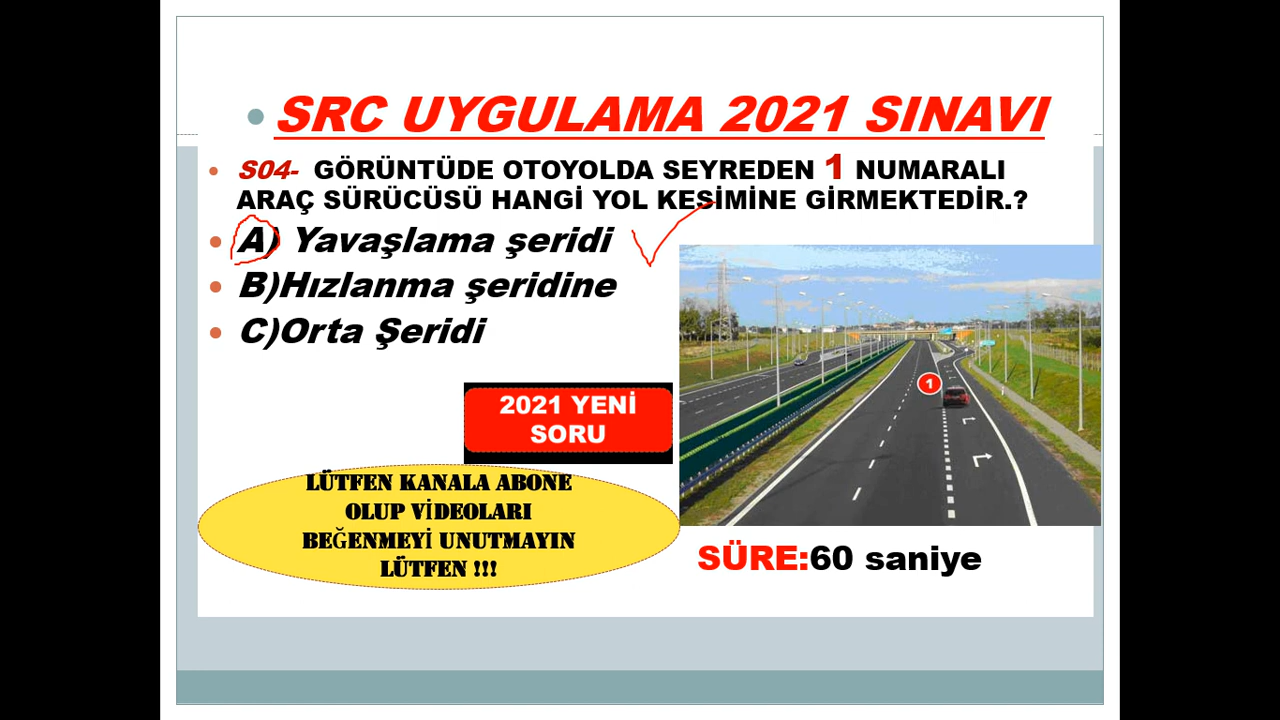 SRC UYGULAMA 2021 SINAVI
S04- GÖRÜNTÜDE OTOYOLDA SEYREDEN 1 NUMARALI
ARAÇ SÜRÜCÜSÜ HANGİ YOL KESİMİNE GİRMEKTEDİR.?
A) Yavaşlama şeridi
B)Hızlanma şeridine
C)Orta Şeridi
1
2021 YENİ
SORU
LÜTFEN KANALA ABONE
OLUP VİDEOLARI
BEĞENMEYİ UNUTMAYIN
LÜTFEN !!!
SÜRE:60 saniye